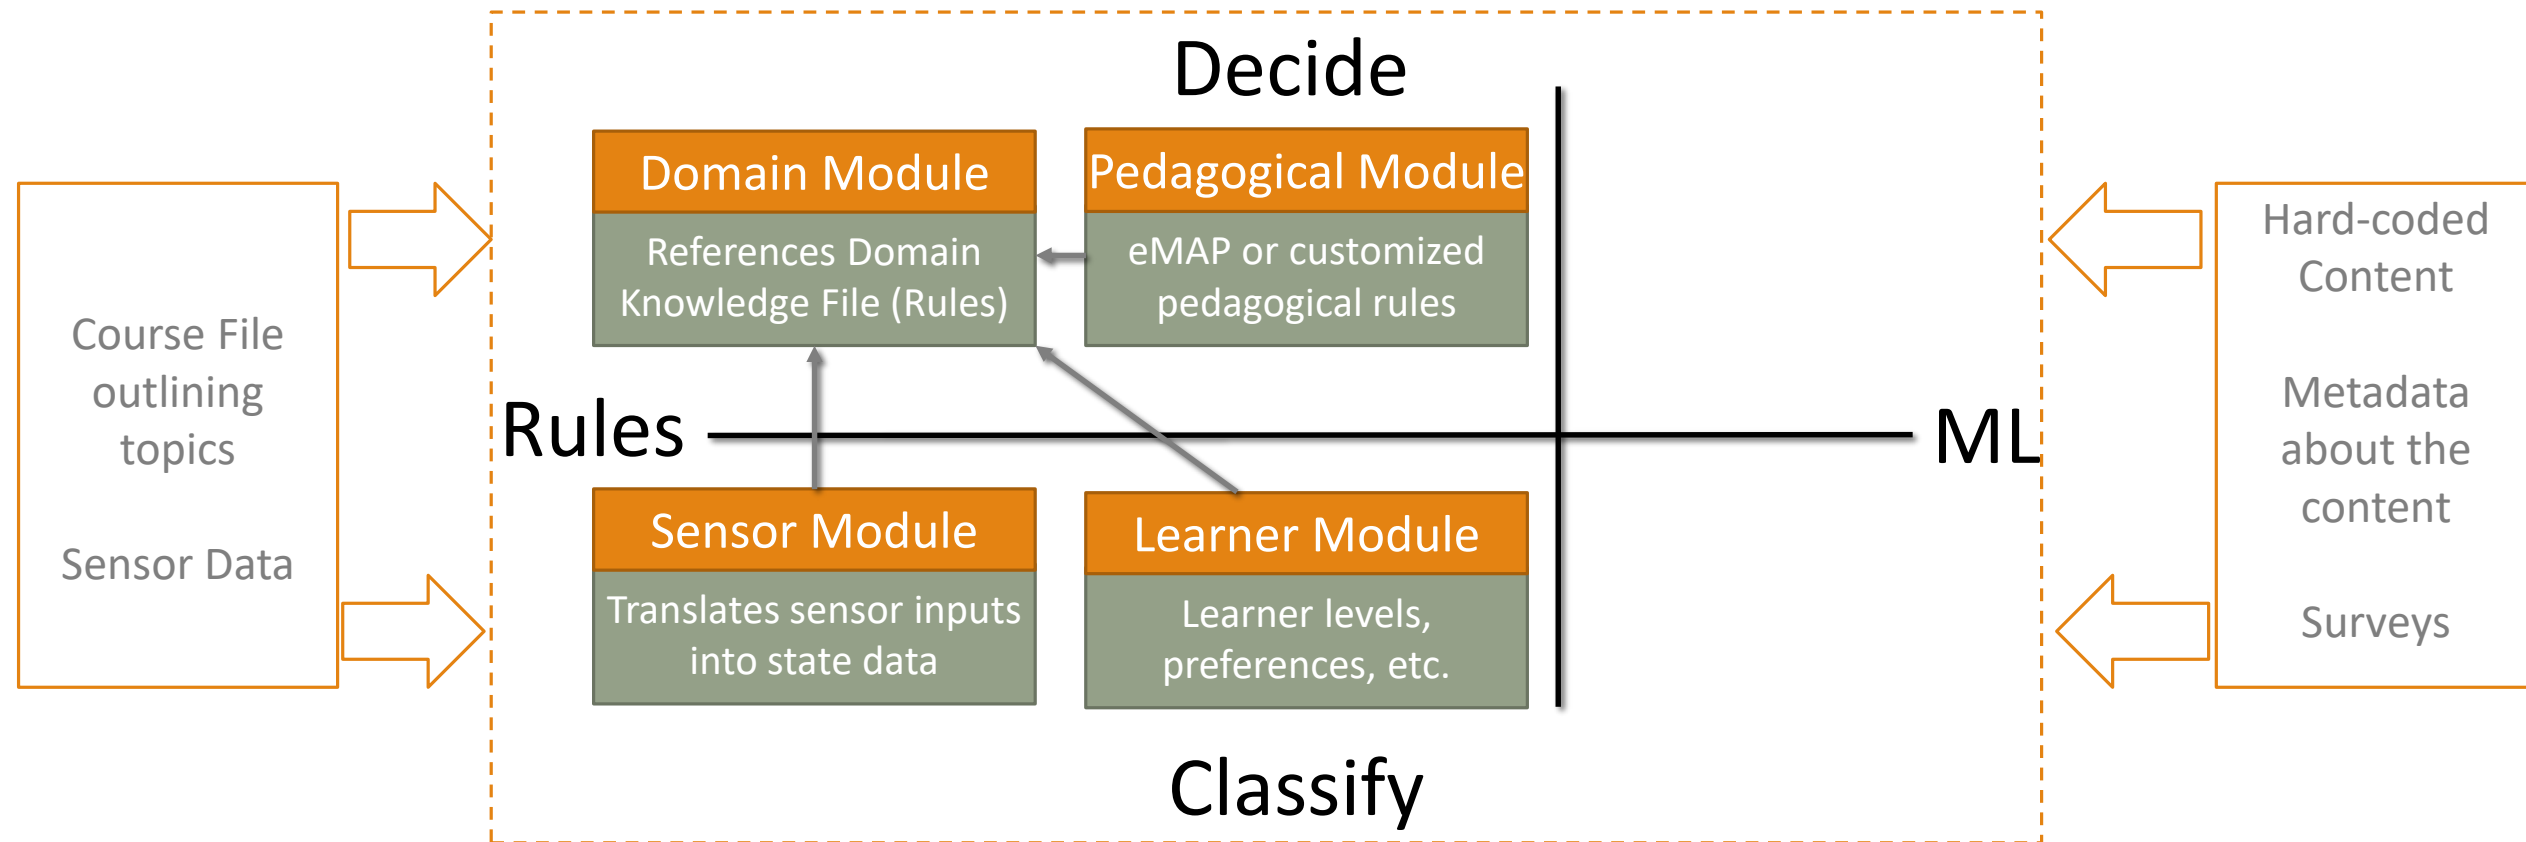 Decide
Domain Module
References Domain
Knowledge File (Rules)
Pedagogical Module
eMAP or customized
pedagogical rules
Course File
outlining
topics
Sensor Data
Rules
ML
Hard-coded
Content
Metadata
about the
content
Surveys
Sensor Module
Translates sensor inputs
into state data
Learner Module
Learner levels,
preferences, etc.
Classify